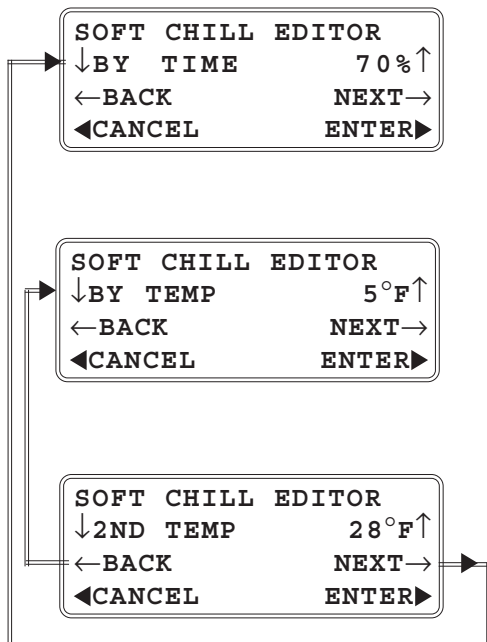 SOFT CHILL EDITOR
↓BY TIME 70%↑
←BACK NEXT→
◀CANCEL ENTER▶
SOFT CHILL EDITOR
↓BY TEMP 5°F↑
←BACK NEXT→
◀CANCEL ENTER▶
SOFT CHILL EDITOR
↓2ND TEMP 28°F↑
←BACK NEXT→
◀CANCEL ENTER▶